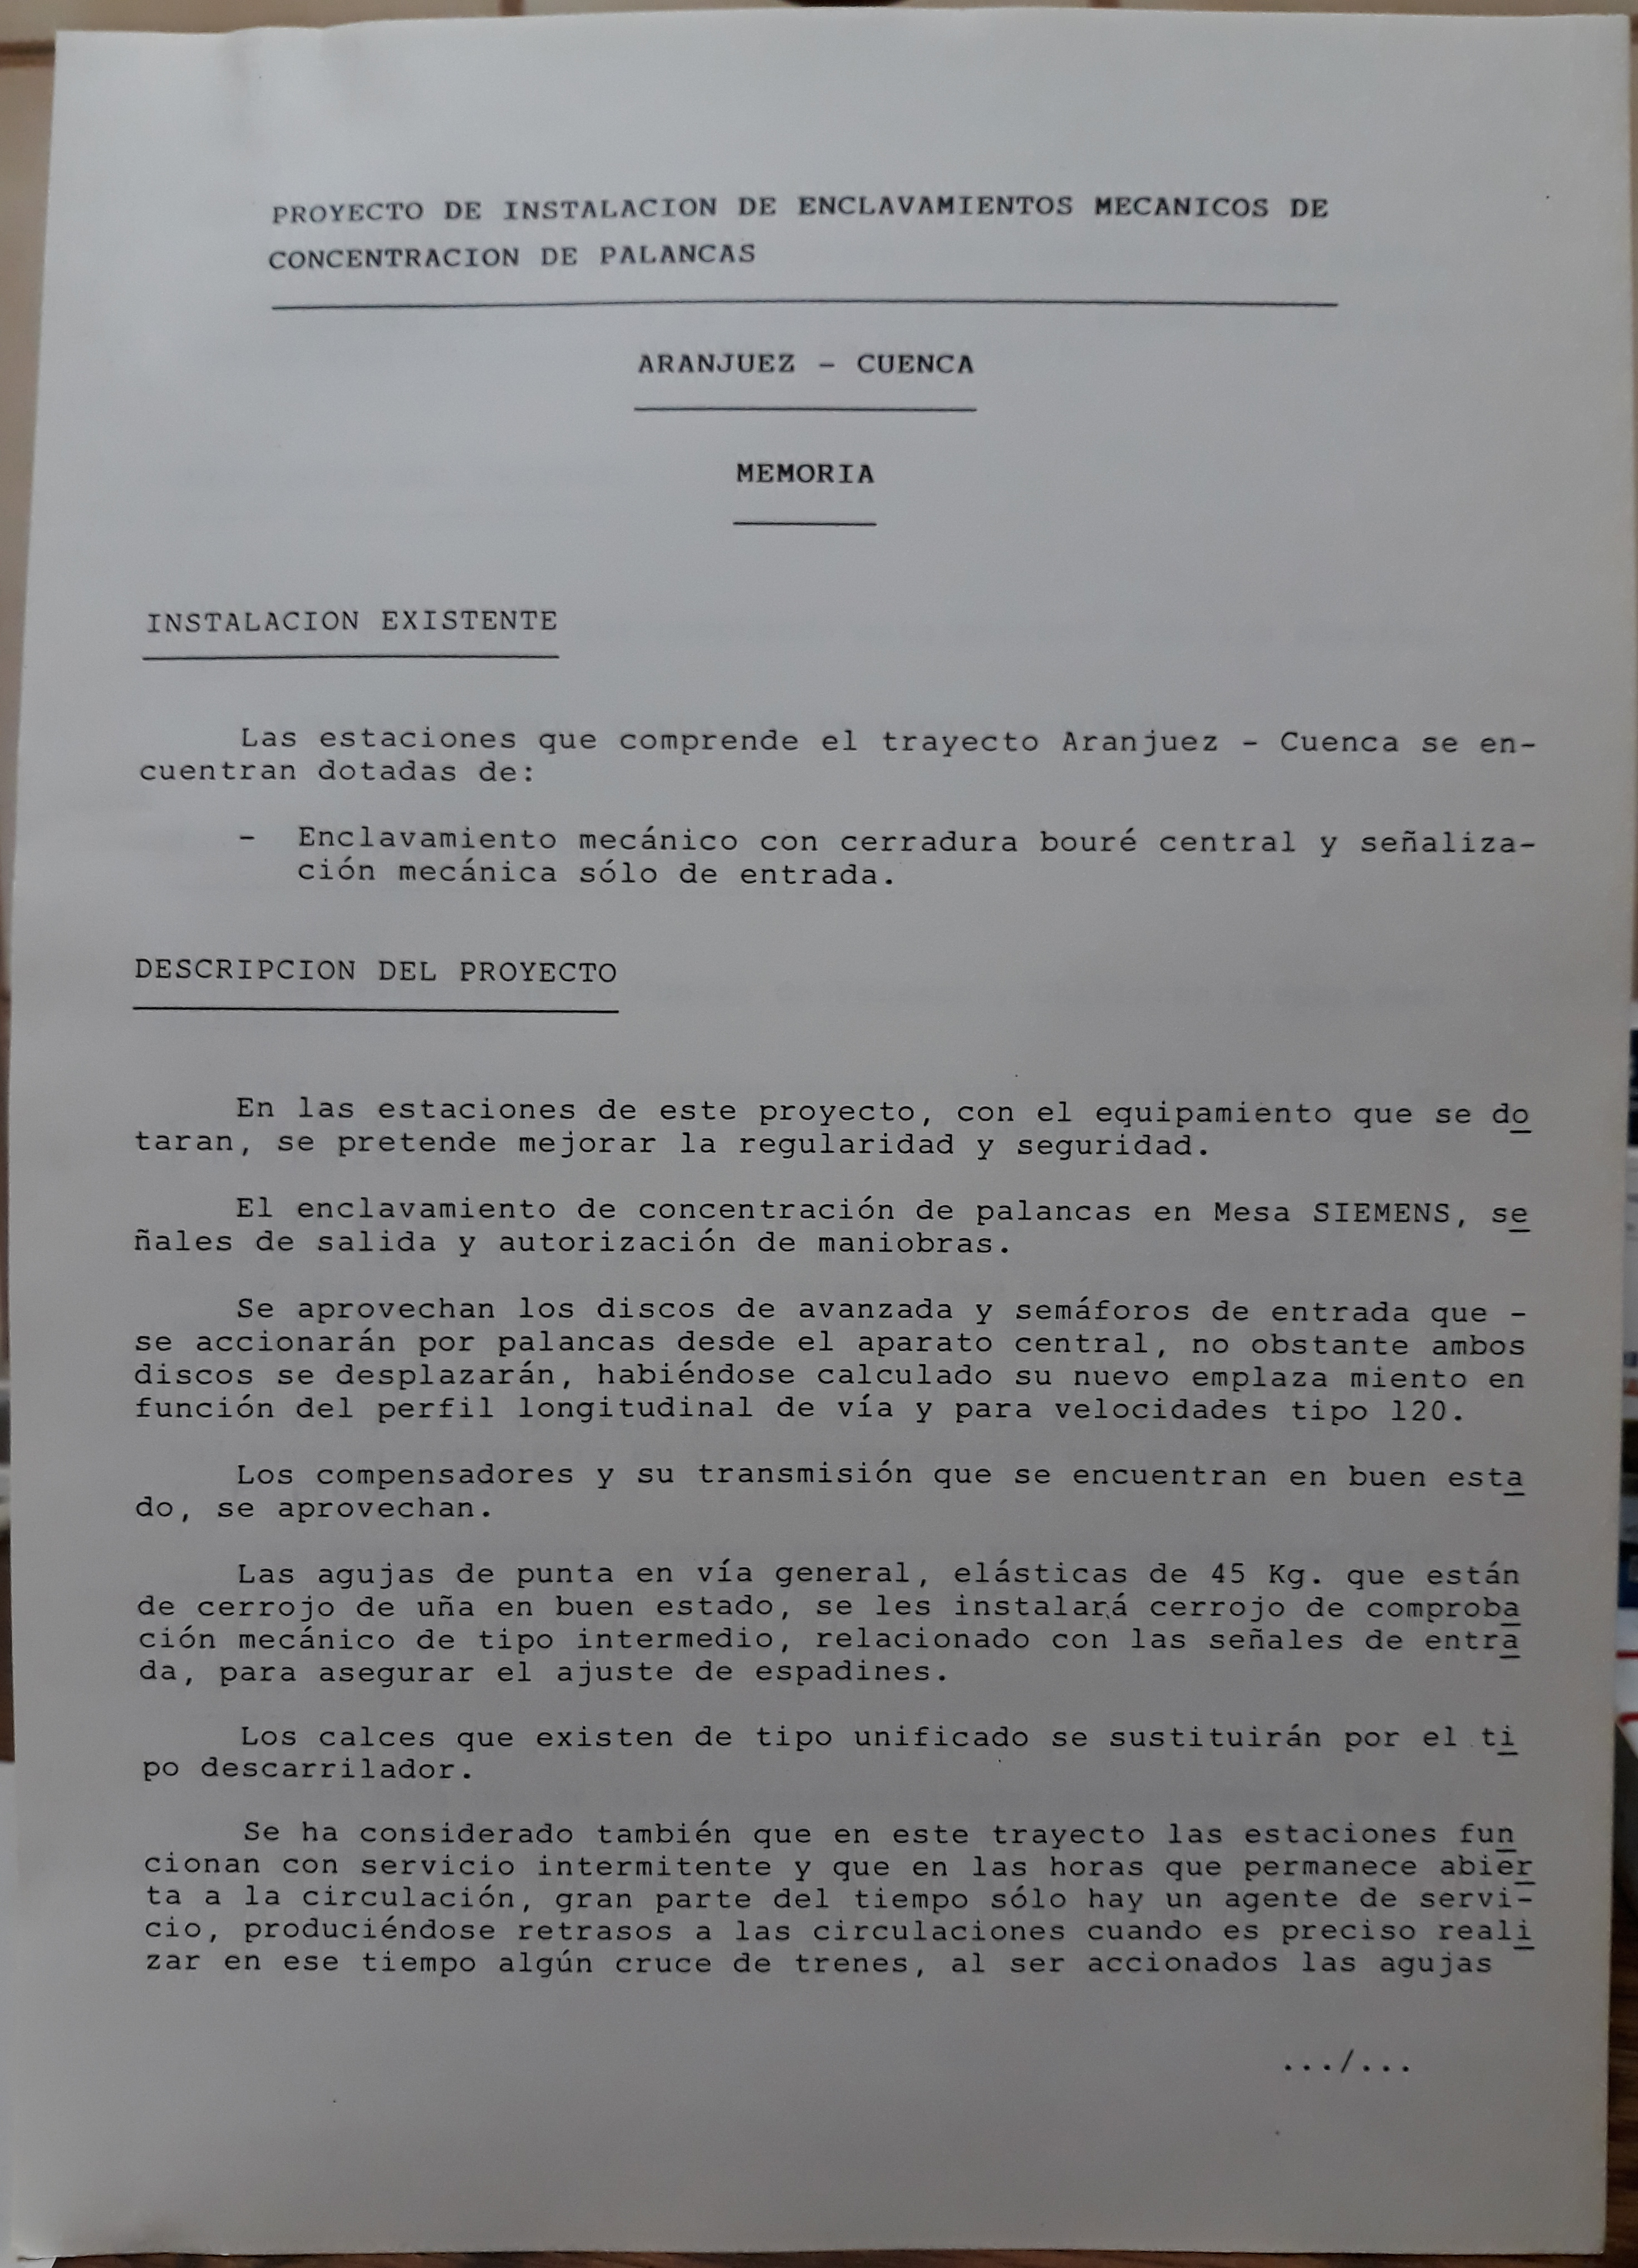 PROYECTO DE INSTALACION DE ENCLAVAMIENTOS MECANICOS DE
CONCENTRACION DE PALANCAS
ARANJUEZ - CUENCA
MEMORIA
INSTALACION EXISTENTE
Las estaciones que comprende el trayecto Aranjuez - Cuenca se en-
cuentran dotadas de:
- Enclavamiento mecánico con cerradura bouré central y señaliza-
ción mecánica sólo de entrada.
DESCRIPCION DEL PROYECTO
En las estaciones de este proyecto, con el equipamiento que se do
taran, se pretende mejorar la regularidad y seguridad.
El enclavamiento de concentración de palancas en Mesa SIEMENS, se
ñales de salida y autorización de maniobras.
Se aprovechan los discos de avanzada y semáforos de entrada que -
se accionarán por palancas desde el aparato central, no obstante ambos
discos se desplazarán, habiéndose calculado su nuevo emplaza miento en
función del perfil longitudinal de vía y para velocidades tipo 120.
Los compensadores y su transmisión que se encuentran en buen esta
do, se aprovechan.
Las agujas de punta en vía general, elásticas de 45 Kg. que están
de cerrojo de uña en buen estado, se les instalará cerrojo de comproba
ción mecánico de tipo intermedio, relacionado con las señales de entra
da, para asegurar el ajuste de espadines.
Los calces que existen de tipo unificado se sustituirán por el ti
po descarrilador.
Se ha considerado también que en este trayecto las estaciones fun
cionan con servicio intermitente y que en las horas que permanece abier
ta a la circulación, gran parte del tiempo sólo hay un agente de servi-
cio, produciéndose retrasos a las circulaciones cuando es preciso reali
zar en ese tiempo algún cruce de trenes, al ser accionados las agujas
.../...